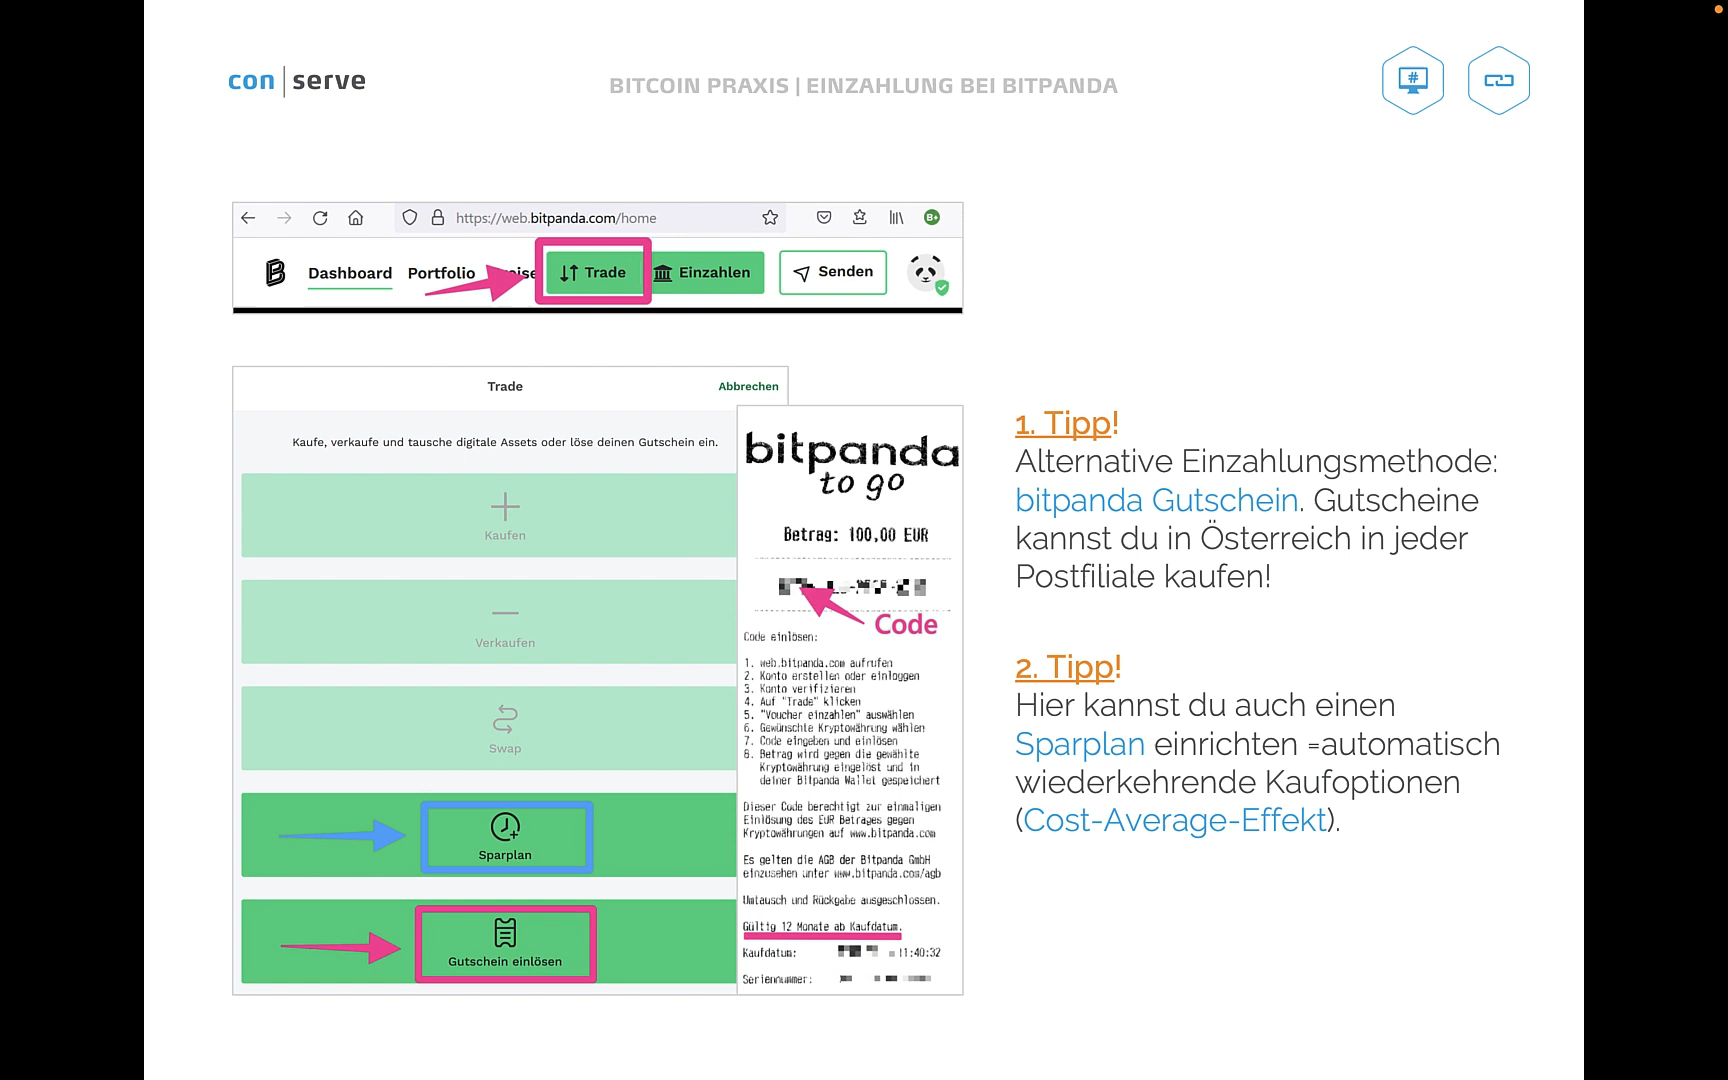 con serve
BITCOIN PRAXIS | EINZAHLUNG BEI BITPANDA
#
https://web.bitpanda.com/home
B+
Dashboard Portfolio Trade Einzahlen Senden
Trade
Abbrechen
Kaufe, verkaufe und tausche digitale Assets oder löse deinen Gutschein ein.
Kaufen
Verkaufen
Swap
Sparplan
Gutschein einlösen
bitpanda
to go
Betrag: 100,00 EUR
Code
Code einlösen:
1. web.bitpanda.com aufrufen
2. Konto erstellen oder einloggen
3. Konto verifizieren
4. Auf "Trade" klicken
5. "Voucher einzahlen" auswählen
6. Gewünschte Kryptowährung wählen
7. Code eingeben und einlösen
8. Betrag wird gegen die gewählte
Kryptowährung eingelöst und in
deiner Bitpanda Wallet gespeichert
Dieser Code berechtigt zur einmaligen
Einlösung des EUR Betrages gegen
Kryptowährungen auf www.bitpanda.com
Es gelten die AGB der Bitpanda GmbH
einzusehen unter www.bitpanda.com/agb
Umtausch und Rückgabe ausgeschlossen.
Gültig 12 Monate ab Kaufdatum.
Kaufdatum: 11:40:32
Seriennummer:
1. Tipp!
Alternative Einzahlungsmethode:
bitpanda Gutschein. Gutscheine
kannst du in Österreich in jeder
Postfiliale kaufen!
2. Tipp!
Hier kannst du auch einen
Sparplan einrichten =automatisch
wiederkehrende Kaufoptionen
(Cost-Average-Effekt).